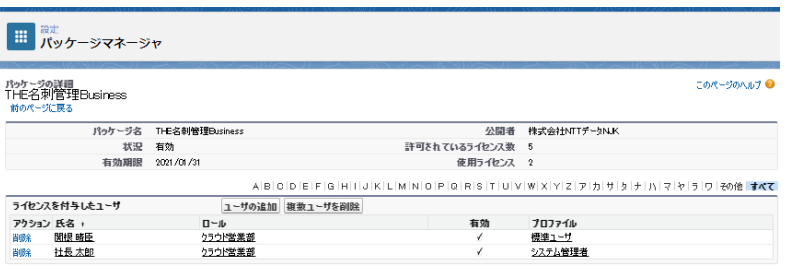 設定
パッケージマネージャ
パッケージの詳細
THE名刺管理Business
前のページに戻る
このページのヘルプ
パッケージ名 THE名刺管理Business 公開者 株式会社NTTデータNJK
状況 有効 許可されているライセンス数 5
有効期限 2021/01/31 使用ライセンス 2
A|B|C|D|E|F|G|H|I|J|K|L|M|N|O|P|Q|R|S|T|U|V|W|X|Y|Z|ア|カ|サ|タ|ナ|ハ|マ|ヤ|ラ|ワ|その他 すべて
ライセンスを付与したユーザ ユーザの追加 複数ユーザを削除
アクション 氏名 ↑ ロール 有効 プロファイル
削除 関根 晴臣 クラウド営業部 ✓ 標準ユーザ
削除 社長 太郎 クラウド営業部 ✓ システム管理者